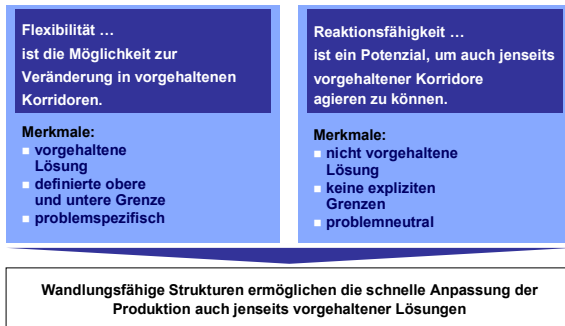 Flexibilität …
ist die Möglichkeit zur
Veränderung in vorgehaltenen
Korridoren.
Merkmale:
vorgehaltene
Lösung
definierte obere
und untere Grenze
problemspezifisch
Reaktionsfähigkeit …
ist ein Potenzial, um auch jenseits
vorgehaltener Korridore
agieren zu können.
Merkmale:
nicht vorgehaltene
Lösung
keine expliziten
Grenzen
problemneutral
Wandlungsfähige Strukturen ermöglichen die schnelle Anpassung der
Produktion auch jenseits vorgehaltener Lösungen